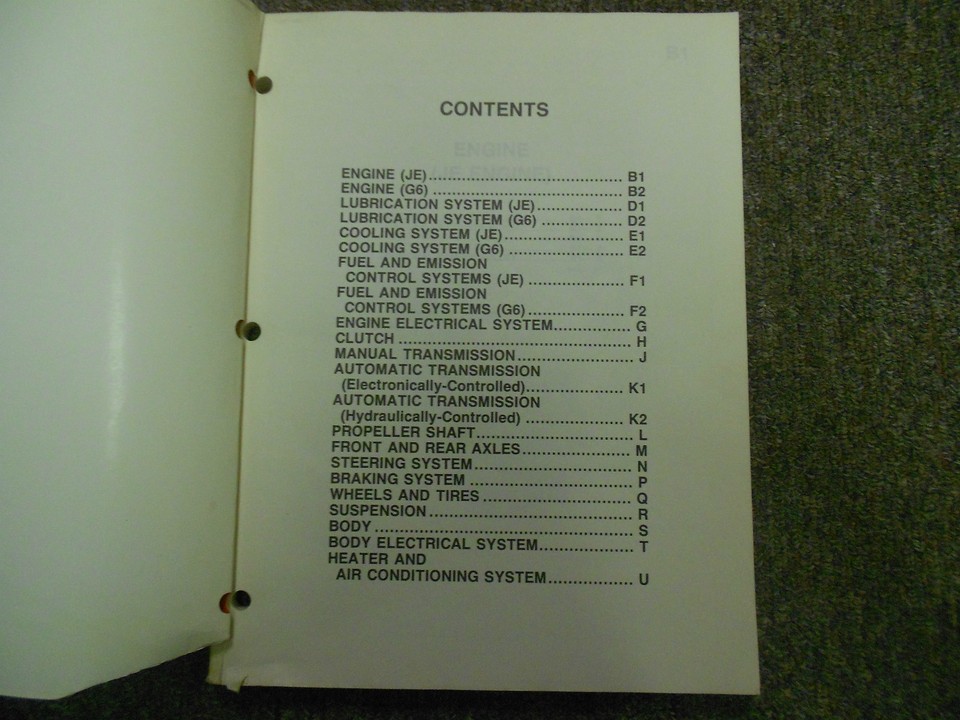 B1
CONTENTS
ENGINE
(JE ENGINE)
ENGINE (JE)........................................ B1
ENGINE (G6) ....................................... B2
LUBRICATION SYSTEM (JE).................. D1
LUBRICATION SYSTEM (G6) ................. D2
COOLING SYSTEM (JE)......................... E1
COOLING SYSTEM (G6) ........................ E2
FUEL AND EMISSION
CONTROL SYSTEMS (JE) .................... F1
FUEL AND EMISSION
CONTROL SYSTEMS (G6).................... F2
ENGINE ELECTRICAL SYSTEM................ G
CLUTCH ................................................ H
MANUAL TRANSMISSION........................ J
AUTOMATIC TRANSMISSION
(Electronically-Controlled).................... K1
AUTOMATIC TRANSMISSION
(Hydraulically-Controlled) .................... K2
PROPELLER SHAFT................................ L
FRONT AND REAR AXLES...................... M
STEERING SYSTEM................................ N
BRAKING SYSTEM ................................. P
WHEELS AND TIRES .............................. Q
SUSPENSION......................................... R
BODY .................................................... S
BODY ELECTRICAL SYSTEM................... T
HEATER AND
AIR CONDITIONING SYSTEM................. U